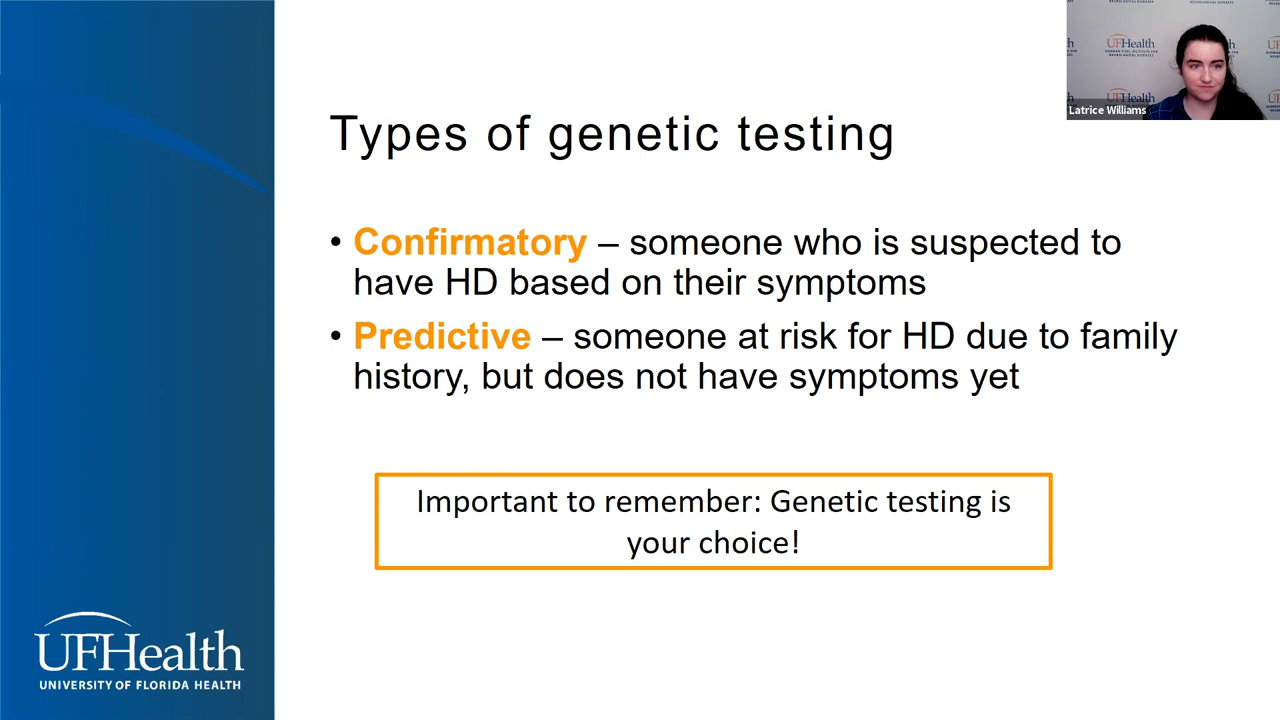 UFHealth
Latrice Williams
Types of genetic testing
• Confirmatory – someone who is suspected to
have HD based on their symptoms
• Predictive – someone at risk for HD due to family
history, but does not have symptoms yet
Important to remember: Genetic testing is
your choice!
UFHealth
UNIVERSITY OF FLORIDA HEALTH